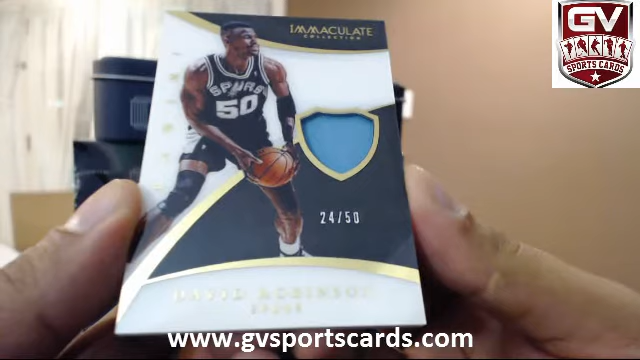 IMMACULATE
COLLECTION
GV
SPORTS CARDS
SPURS
50
24/50
DAVID ROBINSON
SPURS
www.gvsportscards.com